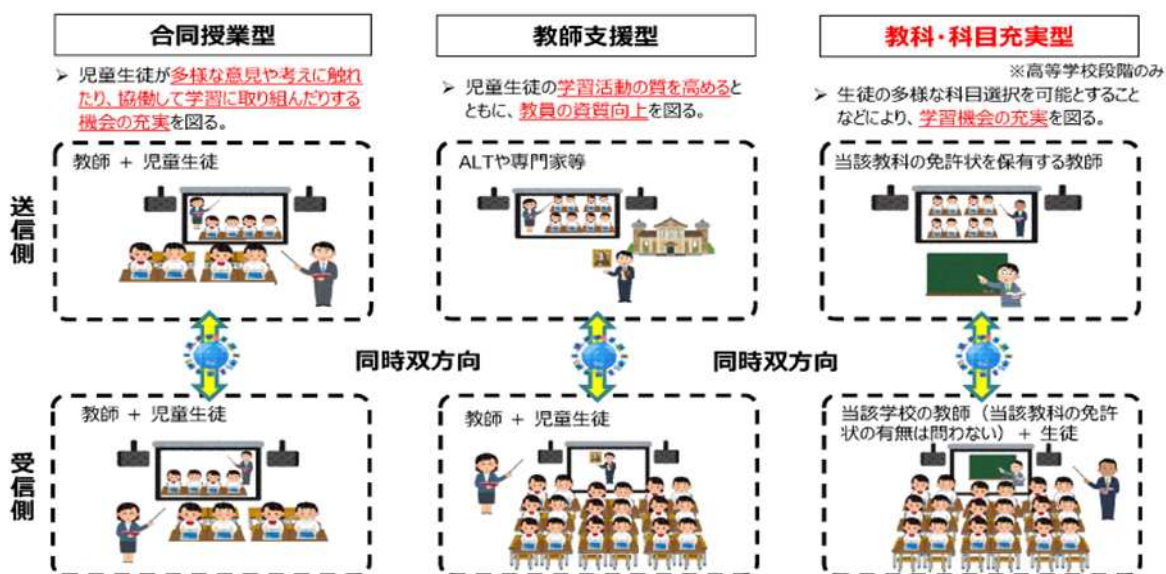 合同授業型
➢ 児童生徒が多様な意見や考えに触れ
たり、協働して学習に取り組んだりする
機会の充実を図る。
教師支援型
➢ 児童生徒の学習活動の質を高めると
ともに、教員の資質向上を図る。
教科・科目充実型
※高等学校段階のみ
➢ 生徒の多様な科目選択を可能とすること
などにより、学習機会の充実を図る。
送信側
教師 + 児童生徒
ALTや専門家等
当該教科の免許状を保有する教師
同時双方向
同時双方向
受信側
教師 + 児童生徒
教師 + 児童生徒
当該学校の教師（当該教科の免許
状の有無は問わない）+ 生徒